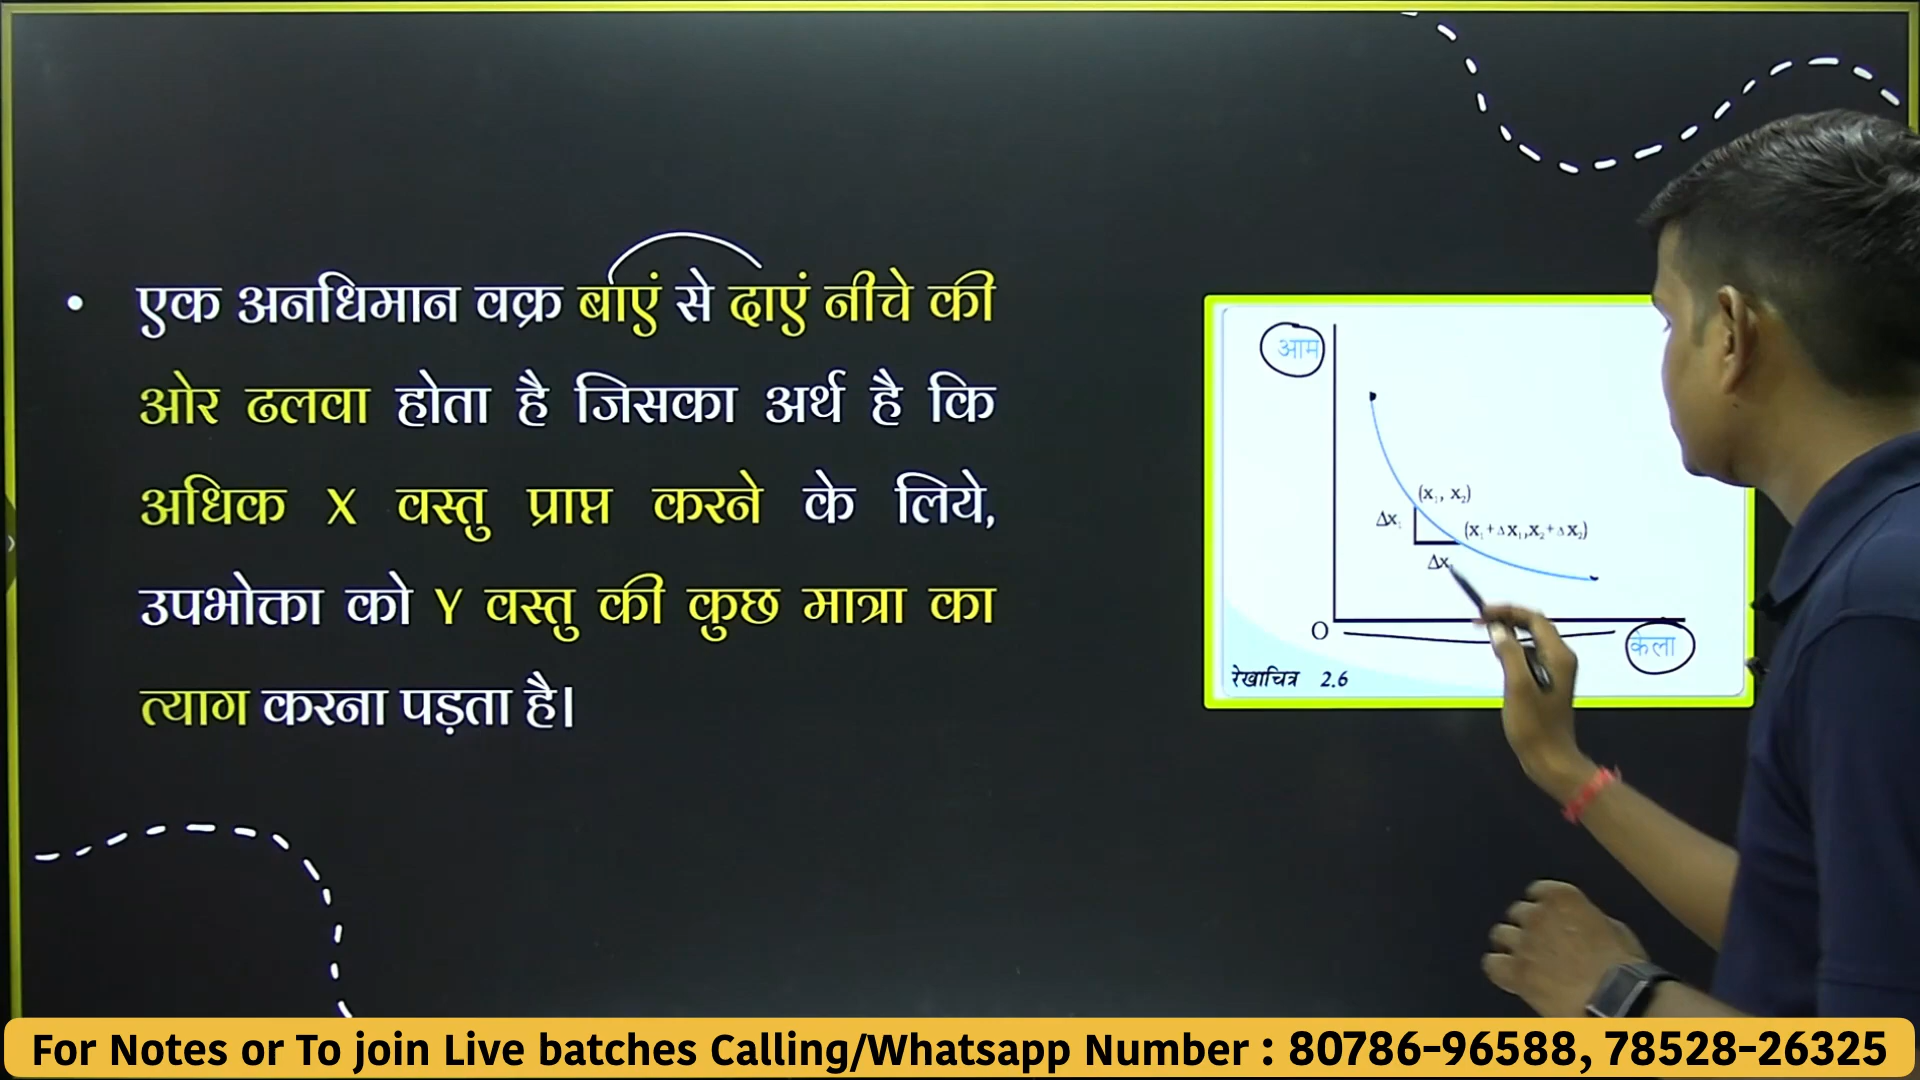 • एक अनधिमान वक्र बाएं से दाएं नीचे की
ओर ढलवा होता है जिसका अर्थ है कि
अधिक X वस्तु प्राप्त करने के लिये,
उपभोक्ता को Y वस्तु की कुछ मात्रा का
त्याग करना पड़ता है।
आम
(x₁, x₂)
Δx₁
(x₁+Δx₁,x₂+Δx₂)
Δx
O
केला
रेखाचित्र 2.6
For Notes or To join Live batches Calling/Whatsapp Number : 80786-96588, 78528-26325